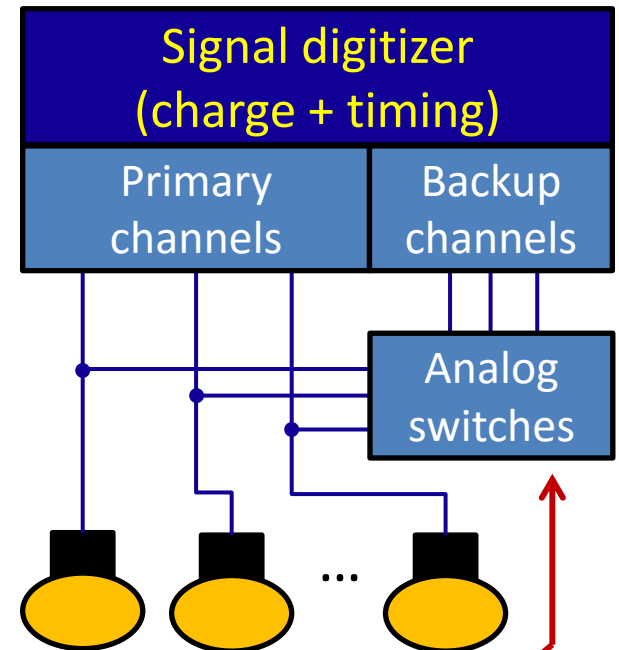 Signal digitizer
(charge + timing)
Primary
channels
Backup
channels
Analog
switches
...